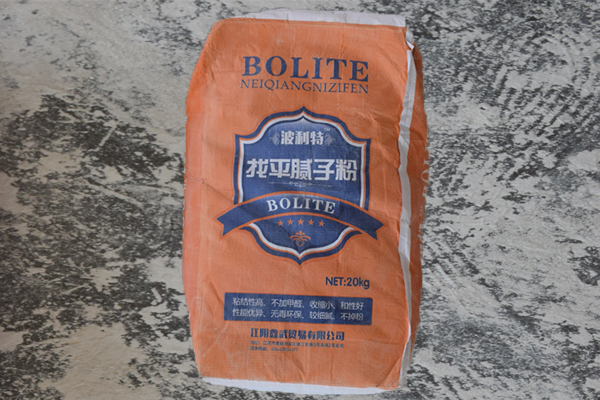 BOLITE
NEIQIANGNIZIFEN
波利特
找平腻子粉
BOLITE
NET:20kg
粘结性高、不加甲醛、收缩小、和性好
性能优异、无毒环保、较细腻、不掉粉
江阴鑫武贸易有限公司